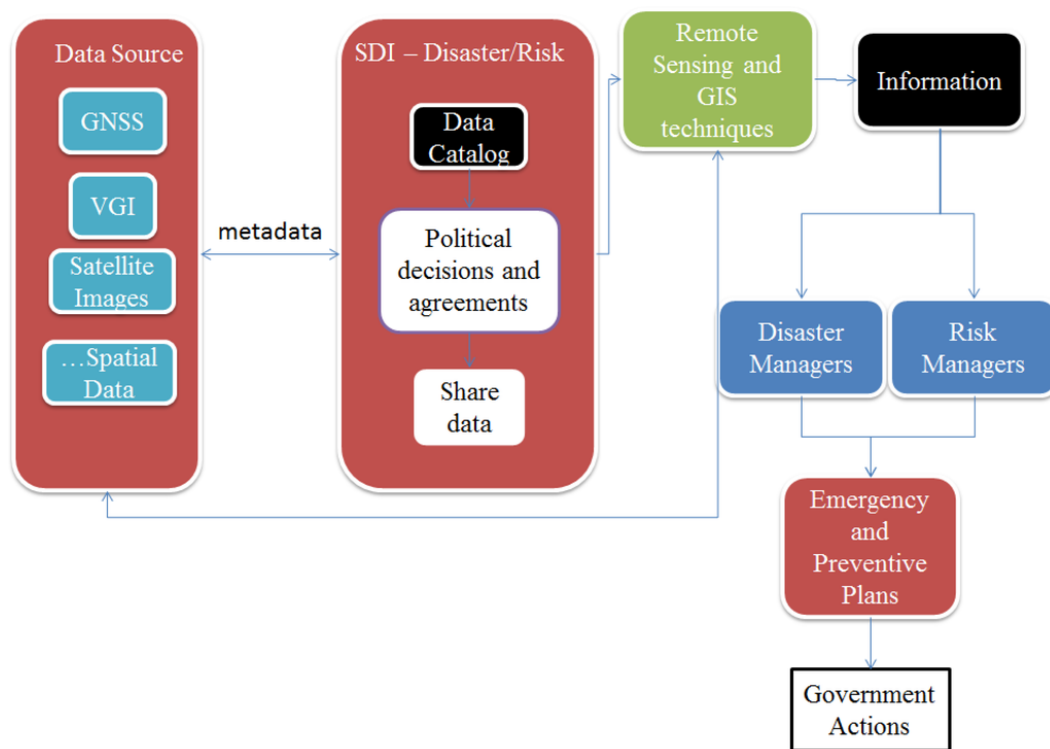 Data Source
GNSS
VGI
Satellite
Images
…Spatial
Data
metadata
SDI – Disaster/Risk
Data
Catalog
Political
decisions and
agreements
Share
data
Remote
Sensing and
GIS
techniques
Information
Disaster
Managers
Risk
Managers
Emergency
and
Preventive
Plans
Government
Actions